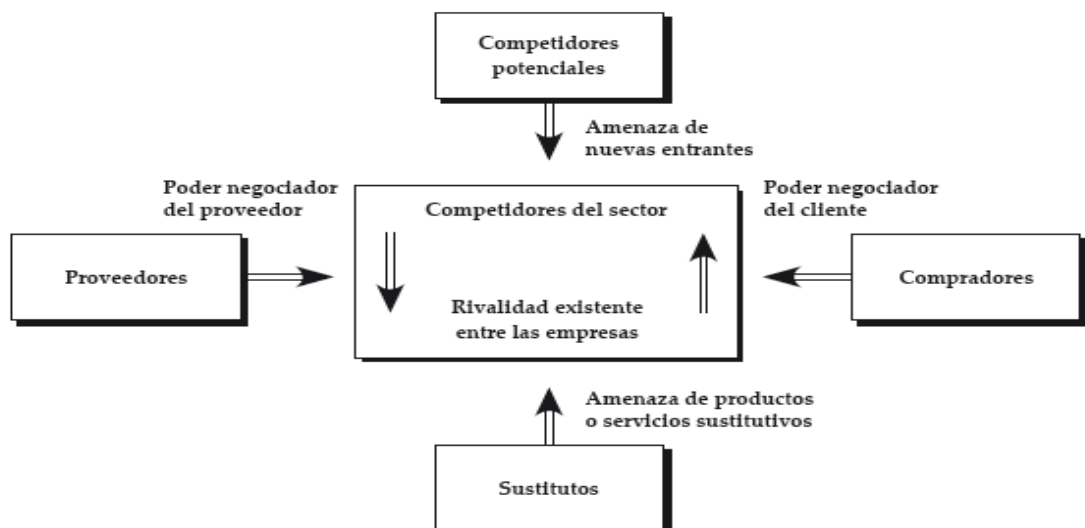 Competidores
potenciales
Amenaza de
nuevas entrantes
Poder negociador
del proveedor
Competidores del sector
Poder negociador
del cliente
Proveedores
Rivalidad existente
entre las empresas
Compradores
Amenaza de productos
o servicios sustitutivos
Sustitutos